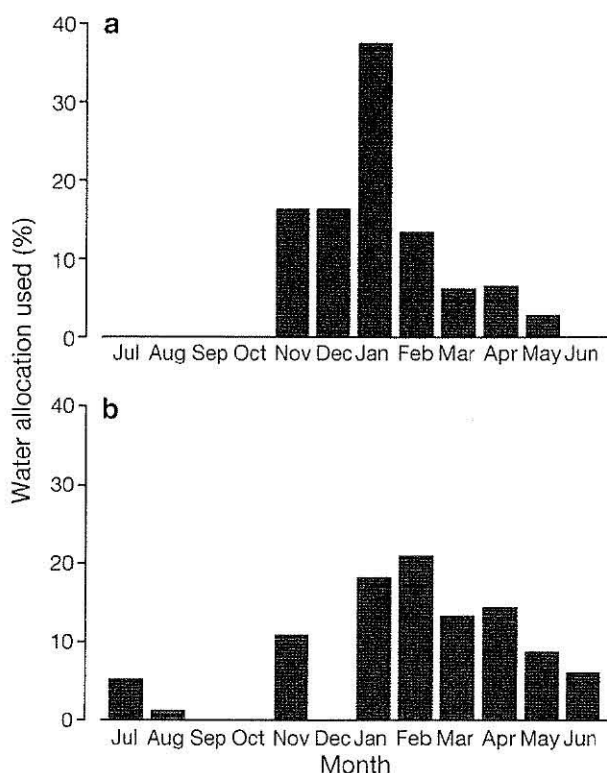 a
40
30
20
10
0
Jul Aug Sep Oct Nov Dec Jan Feb Mar Apr May Jun
Water allocation used (%)
b
40
30
20
10
0
Jul Aug Sep Oct Nov Dec Jan Feb Mar Apr May Jun
Month